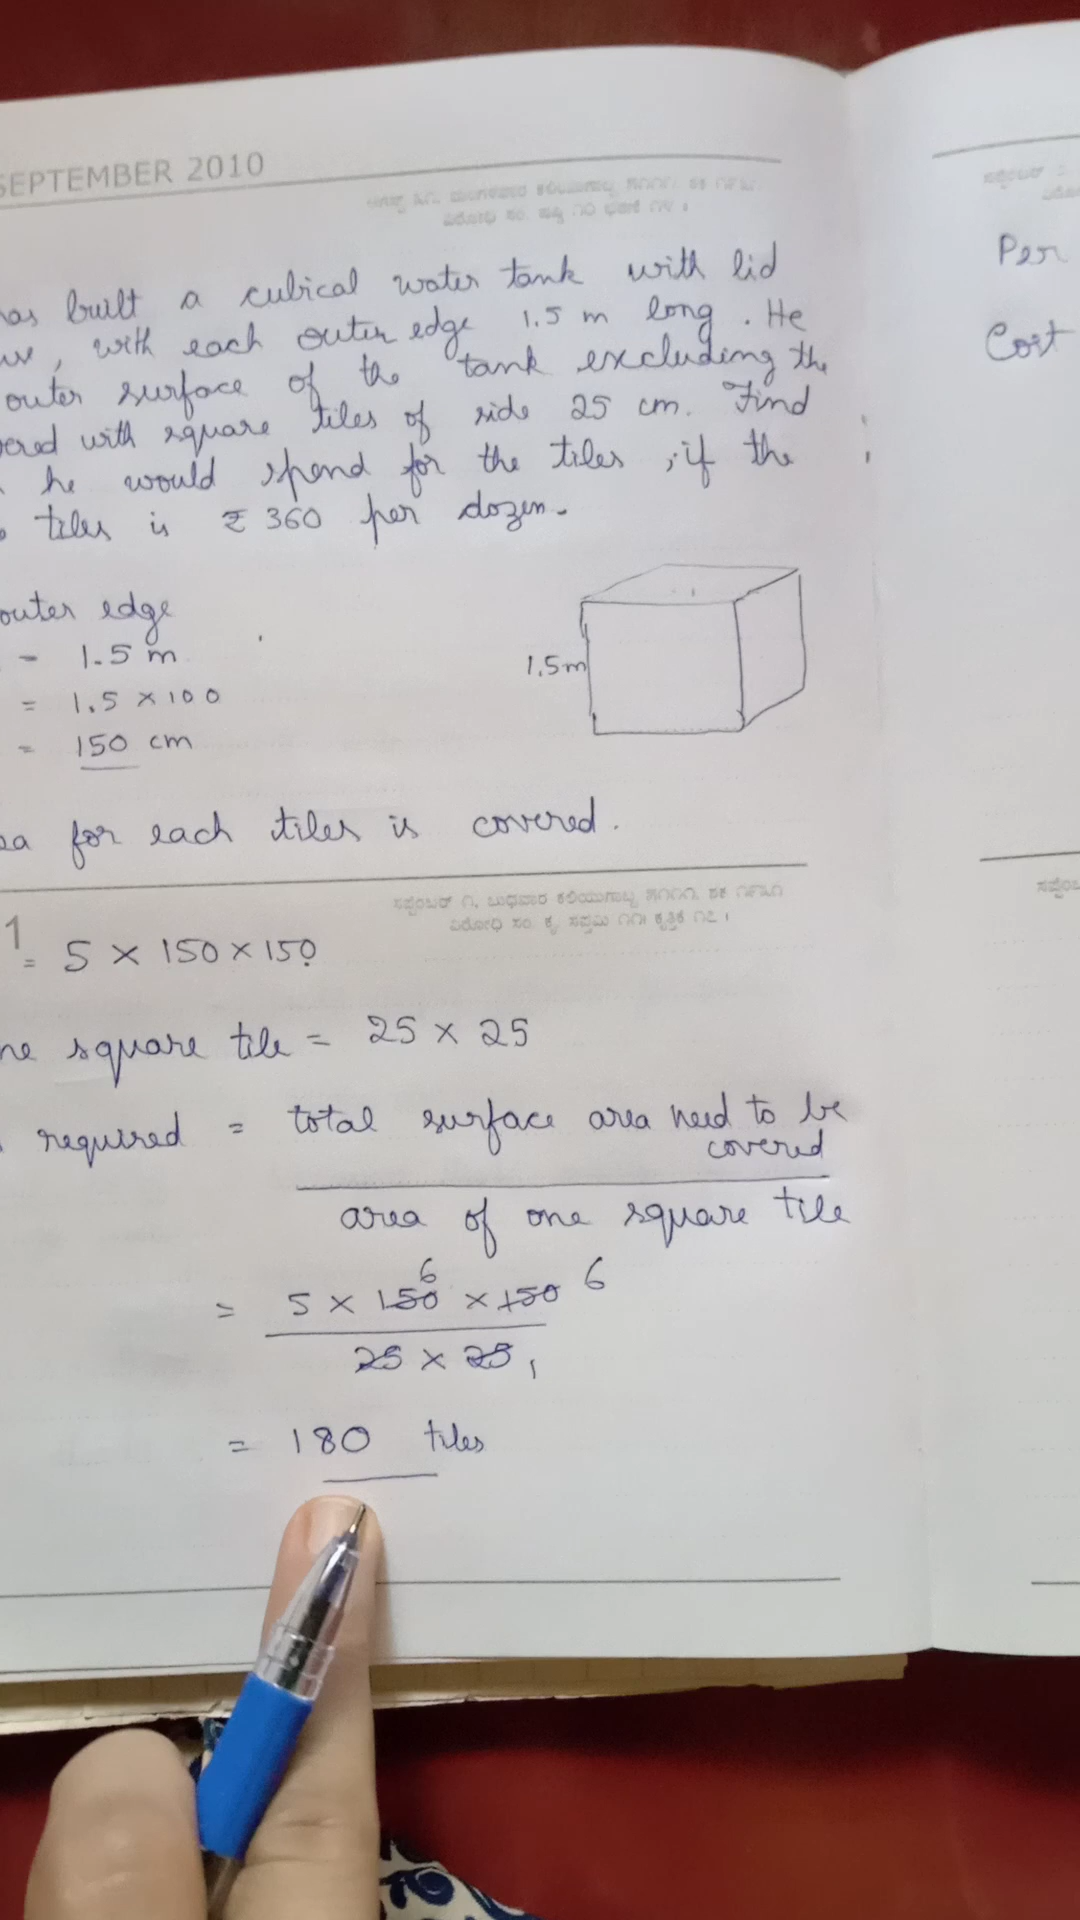 SEPTEMBER 2010
built a cubical water tank with lid
with each outer edge 1.5 m long. He
outer surface of the tank excluding the
with square tiles of side 25 cm. Find
he would spend for the tiles, if the
tiles is ₹ 360 per dozen.
outer edge
= 1.5 m
= 1.5 × 100
= 150 cm
1.5m
for each tiles is covered.
ಸಪ್ಟೆಂಬರ್ ೧, ಬುಧವಾರ
1
= 5 × 150 × 150
square tile = 25 × 25
required = total surface area need to be
covered
area of one square tile
6 6
= 5 × 150 × 150
25 × 25 1
= 180 tiles
Per
Cost